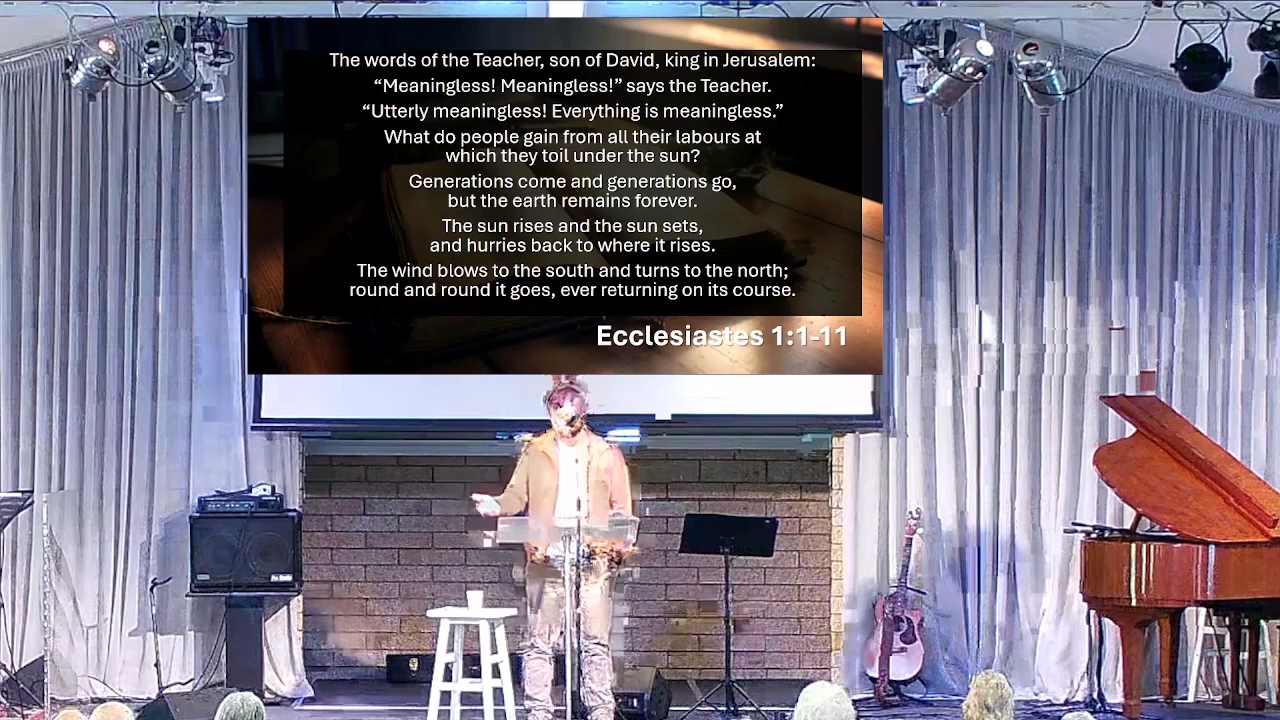 The words of the Teacher, son of David, king in Jerusalem:
“Meaningless! Meaningless!” says the Teacher.
“Utterly meaningless! Everything is meaningless.”
What do people gain from all their labours at
which they toil under the sun?
Generations come and generations go,
but the earth remains forever.
The sun rises and the sun sets,
and hurries back to where it rises.
The wind blows to the south and turns to the north;
round and round it goes, ever returning on its course.
Ecclesiastes 1:1-11